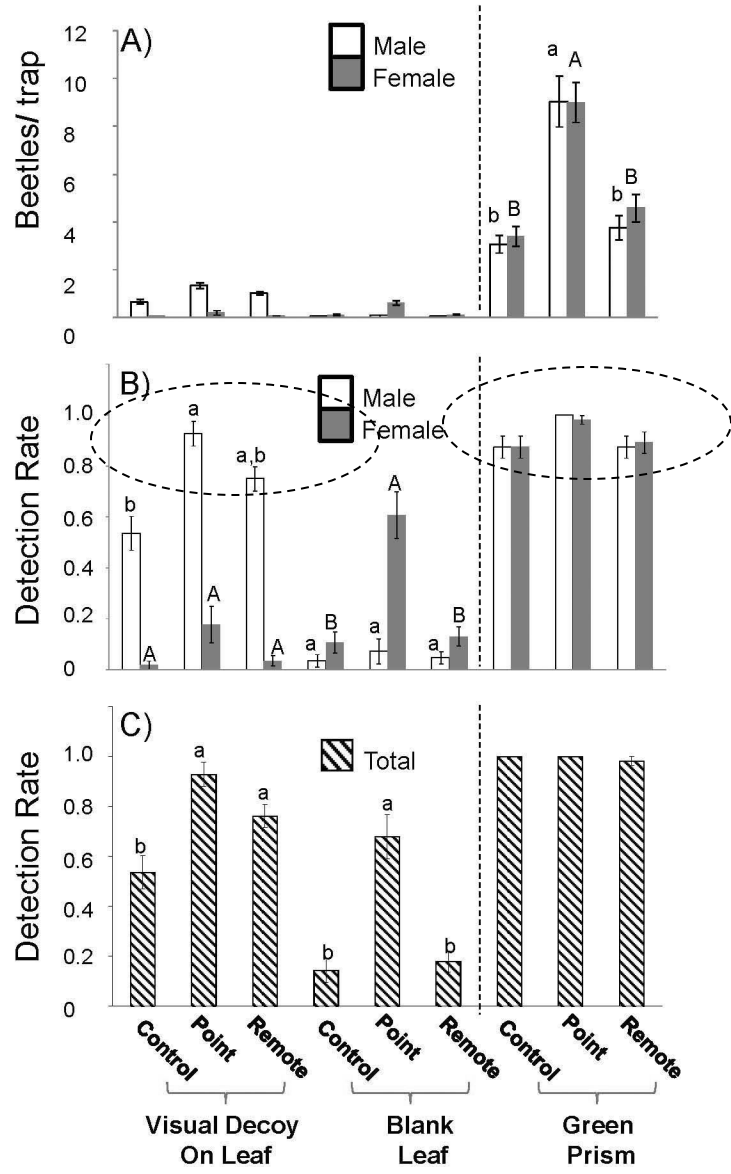 A)
Male
Female
Beetles/ trap
12
10
8
6
4
2
0
a A
b B
b B
B)
Male
Female
Detection Rate
1.0
0.8
0.6
0.4
0.2
0
b A
a A
a,b A
a B
a A
a B
C)
Total
Detection Rate
1.0
0.8
0.6
0.4
0.2
0
b a a b a b
Control Point Remote Control Point Remote Control Point Remote
Visual Decoy Blank Green
On Leaf Leaf Prism